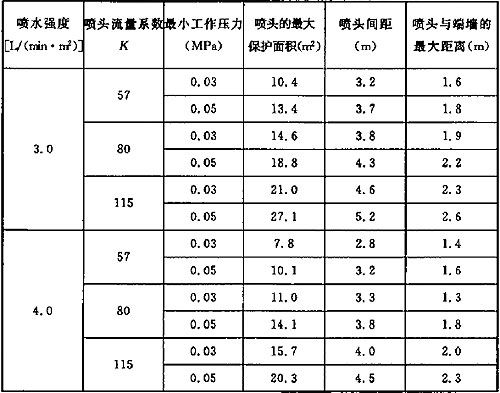 喷水强度 喷头流量系数 最小工作压力 喷头的最大 喷头间距 喷头与端墙的
[L/(min·m²)] K (MPa) 保护面积(m²) (m) 最大距离(m)
3.0 57 0.03 10.4 3.2 1.6
0.05 13.4 3.7 1.8
80 0.03 14.6 3.8 1.9
0.05 18.8 4.3 2.2
115 0.03 21.0 4.6 2.3
0.05 27.1 5.2 2.6
4.0 57 0.03 7.8 2.8 1.4
0.05 10.1 3.2 1.6
80 0.03 11.0 3.3 1.3
0.05 14.1 3.8 1.8
115 0.03 15.7 4.0 2.0
0.05 20.3 4.5 2.3